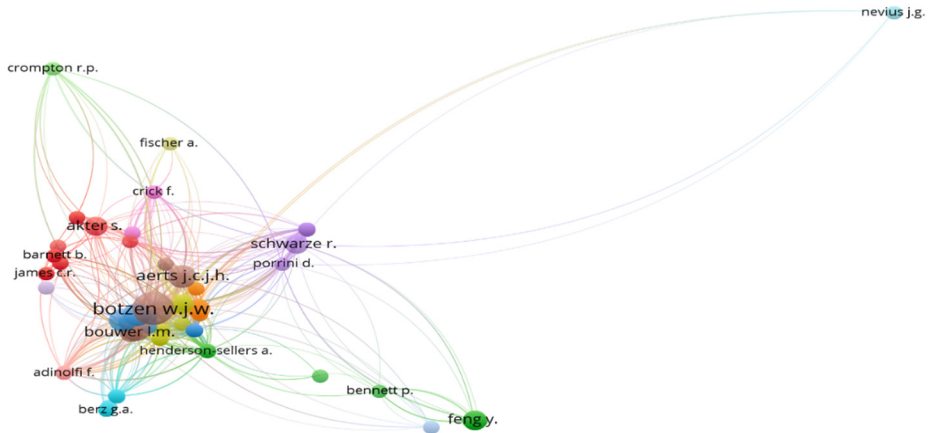 nevius j.g.
crompton r.p.
fischer a.
crick f.
akter s.
schwarze r.
barnett b.
porrini d.
james c.r.
aerts j.c.j.h.
botzen w.j.w.
bouwer l.m.
henderson-sellers a.
adinolfi f.
bennett p.
berz g.a.
feng y.